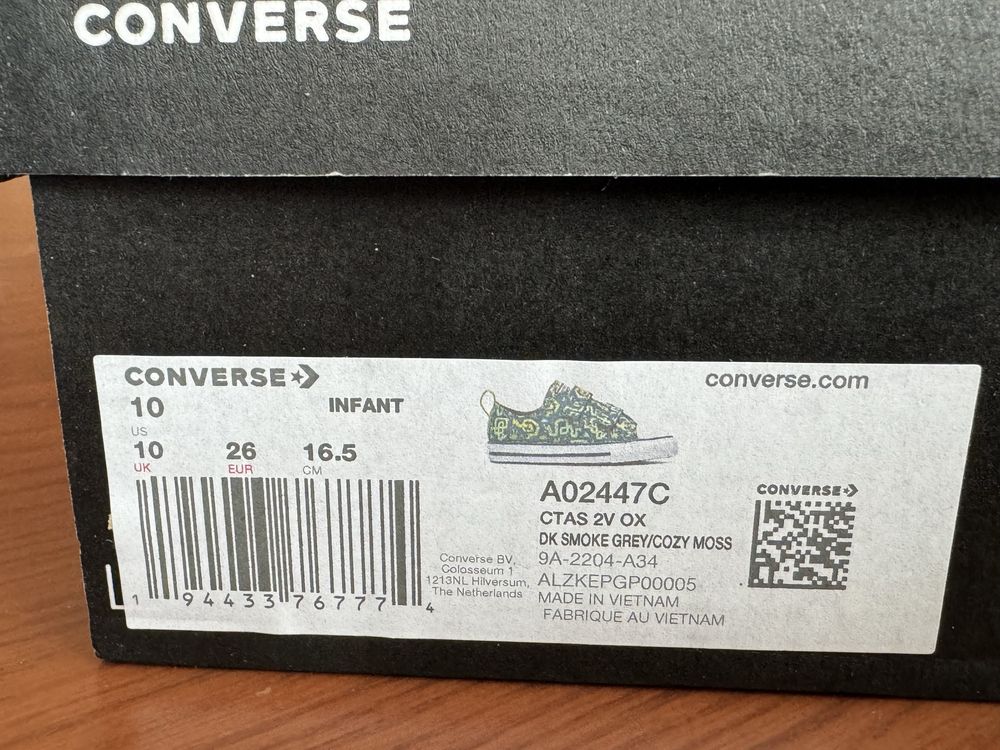 CONVERSE
CONVERSE
10
US
INFANT
10
UK
26
EUR
16.5
CM
1 94433 76777 4
converse.com
A02447C
CTAS 2V OX
DK SMOKE GREY/COZY MOSS
9A-2204-A34
ALZKEPGP00005
MADE IN VIETNAM
FABRIQUE AU VIETNAM
Converse BV,
Colosseum 1
1213NL Hilversum,
The Netherlands
CONVERSE